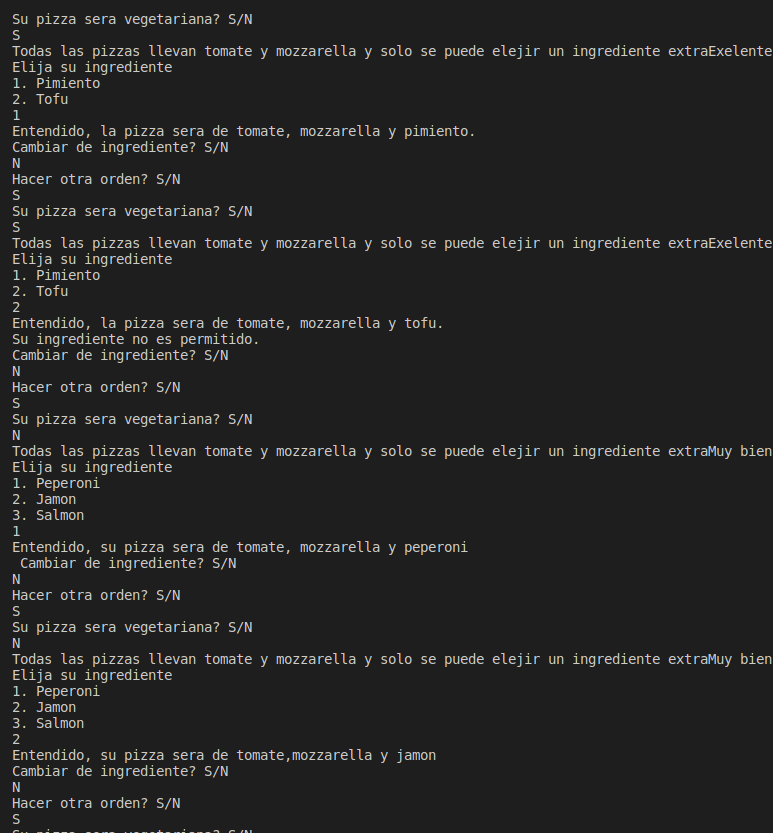 Su pizza sera vegetariana? S/N
S
Todas las pizzas llevan tomate y mozzarella y solo se puede elejir un ingrediente extraExelente
Elija su ingrediente
1. Pimiento
2. Tofu
1
Entendido, la pizza sera de tomate, mozzarella y pimiento.
Cambiar de ingrediente? S/N
N
Hacer otra orden? S/N
S
Su pizza sera vegetariana? S/N
S
Todas las pizzas llevan tomate y mozzarella y solo se puede elejir un ingrediente extraExelente
Elija su ingrediente
1. Pimiento
2. Tofu
2
Entendido, la pizza sera de tomate, mozzarella y tofu.
Su ingrediente no es permitido.
Cambiar de ingrediente? S/N
N
Hacer otra orden? S/N
S
Su pizza sera vegetariana? S/N
N
Todas las pizzas llevan tomate y mozzarella y solo se puede elejir un ingrediente extraMuy bien
Elija su ingrediente
1. Peperoni
2. Jamon
3. Salmon
1
Entendido, su pizza sera de tomate, mozzarella y peperoni
 Cambiar de ingrediente? S/N
N
Hacer otra orden? S/N
S
Su pizza sera vegetariana? S/N
N
Todas las pizzas llevan tomate y mozzarella y solo se puede elejir un ingrediente extraMuy bien
Elija su ingrediente
1. Peperoni
2. Jamon
3. Salmon
2
Entendido, su pizza sera de tomate,mozzarella y jamon
Cambiar de ingrediente? S/N
N
Hacer otra orden? S/N
S
Su pizza sera vegetariana? S/N